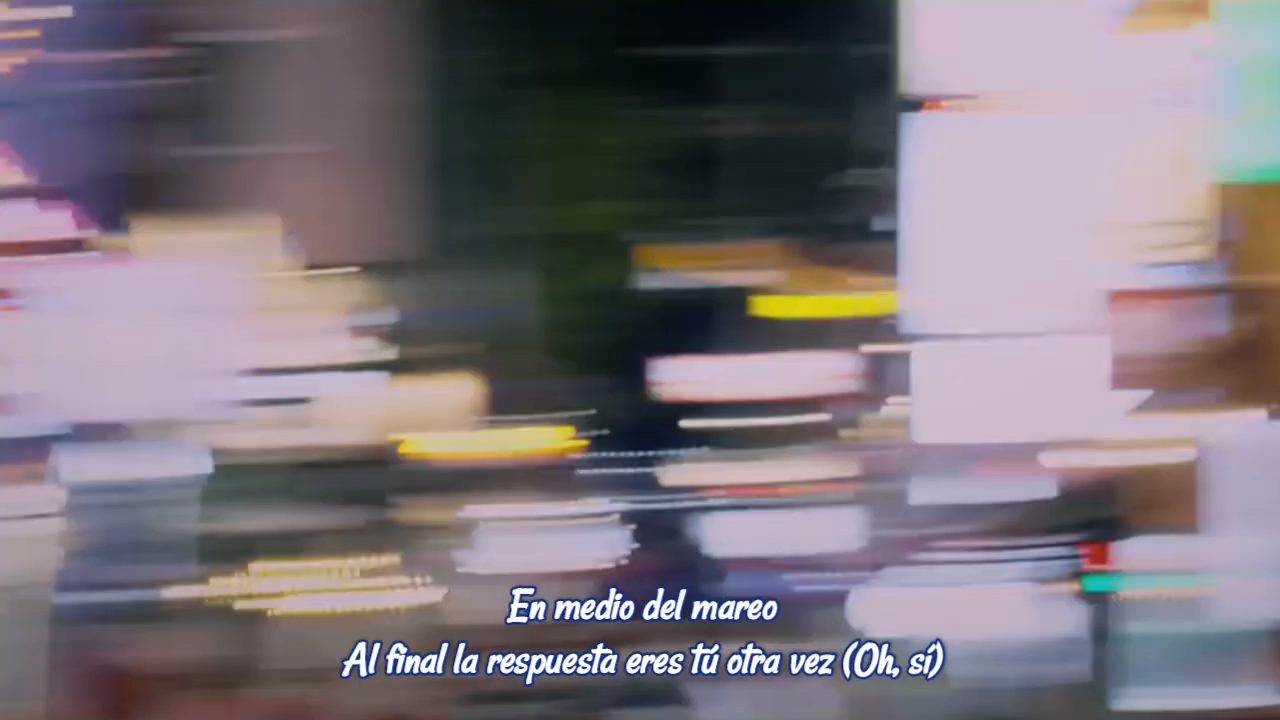 En medio del mareo
Al final la respuesta eres tú otra vez (Oh, sí)